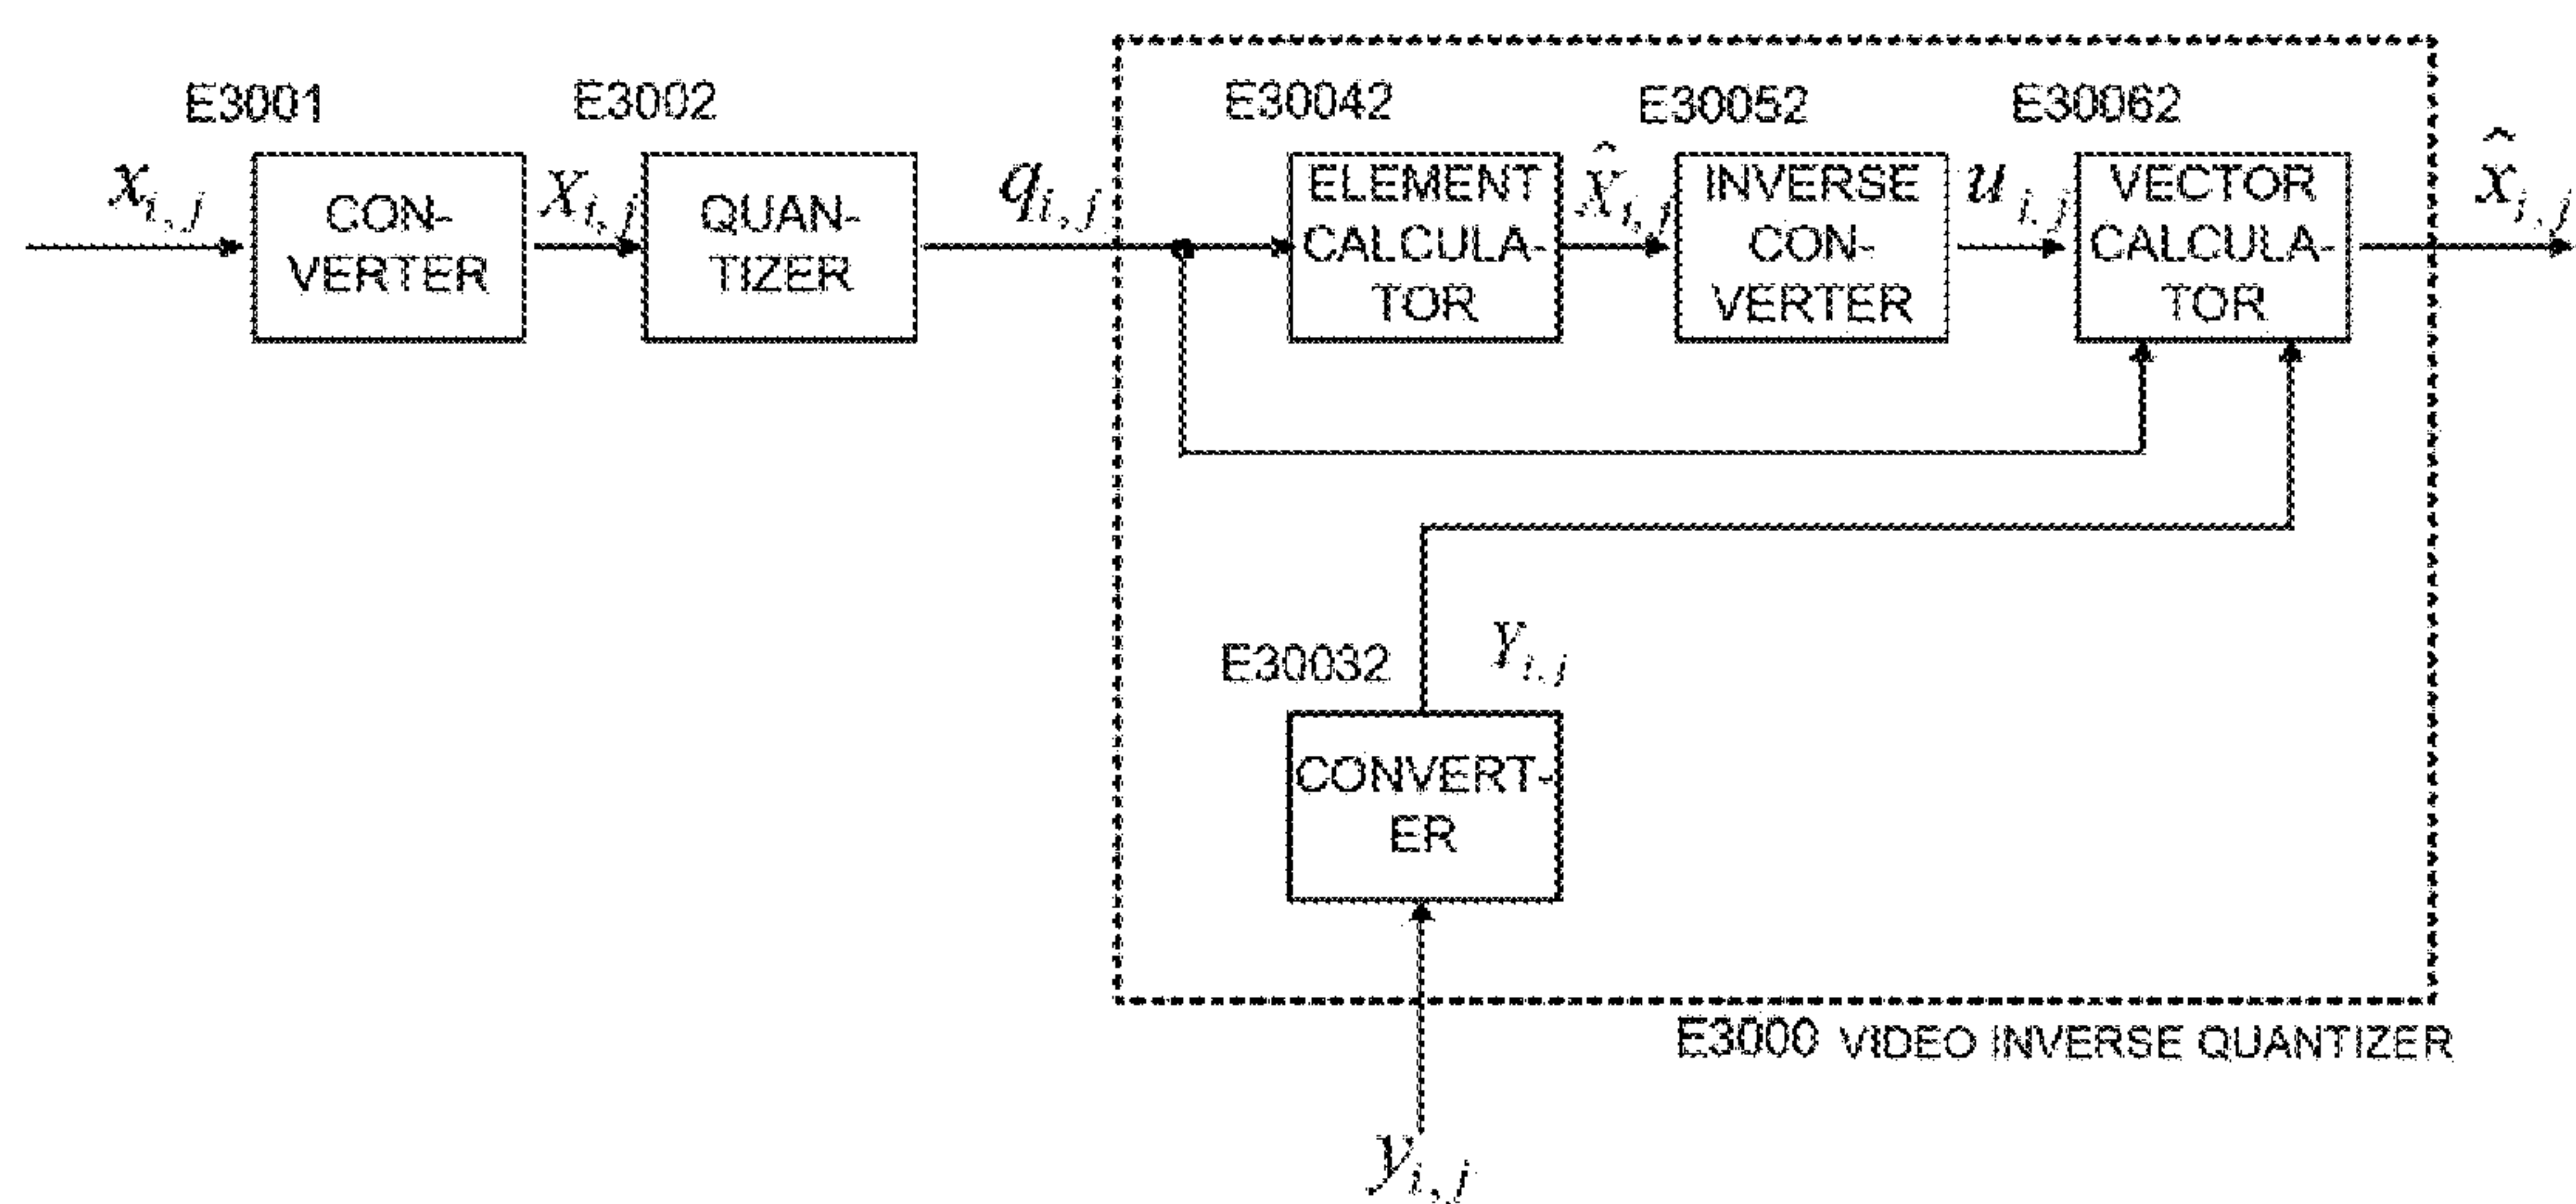 E3001
E3002
E30042
E30052
E30062
x_{i,j}
CON-
VERTER
X_{i,j}
QUAN-
TIZER
q_{i,j}
ELEMENT
CALCULA-
TOR
X̂_{i,j}
INVERSE
CON-
VERTER
u_{i,j}
VECTOR
CALCULA-
TOR
x̂_{i,j}
E30032
Y_{i,j}
CONVERT-
ER
E3000 VIDEO INVERSE QUANTIZER
y_{i,j}